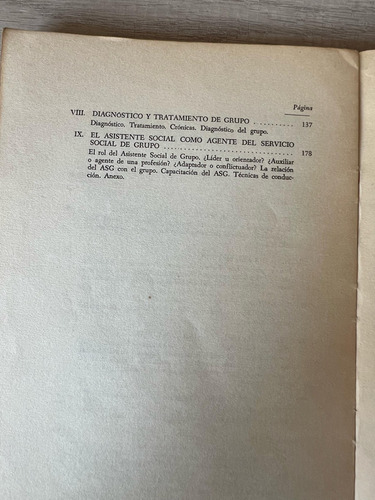 Página
VIII. DIAGNÓSTICO Y TRATAMIENTO DE GRUPO . . . . . . . . . . 137
Diagnóstico. Tratamiento. Crónicas. Diagnóstico del grupo.
IX. EL ASISTENTE SOCIAL COMO AGENTE DEL SERVICIO
SOCIAL DE GRUPO . . . . . . . . . . . . . . . . . . . . . . . . . 178
El rol del Asistente Social de Grupo. ¿Líder u orientador? ¿Auxiliar
o agente de una profesión? ¿Adaptador o conflictuador? La relación
del ASG con el grupo. Capacitación del ASG. Técnicas de conduc-
ción. Anexo.